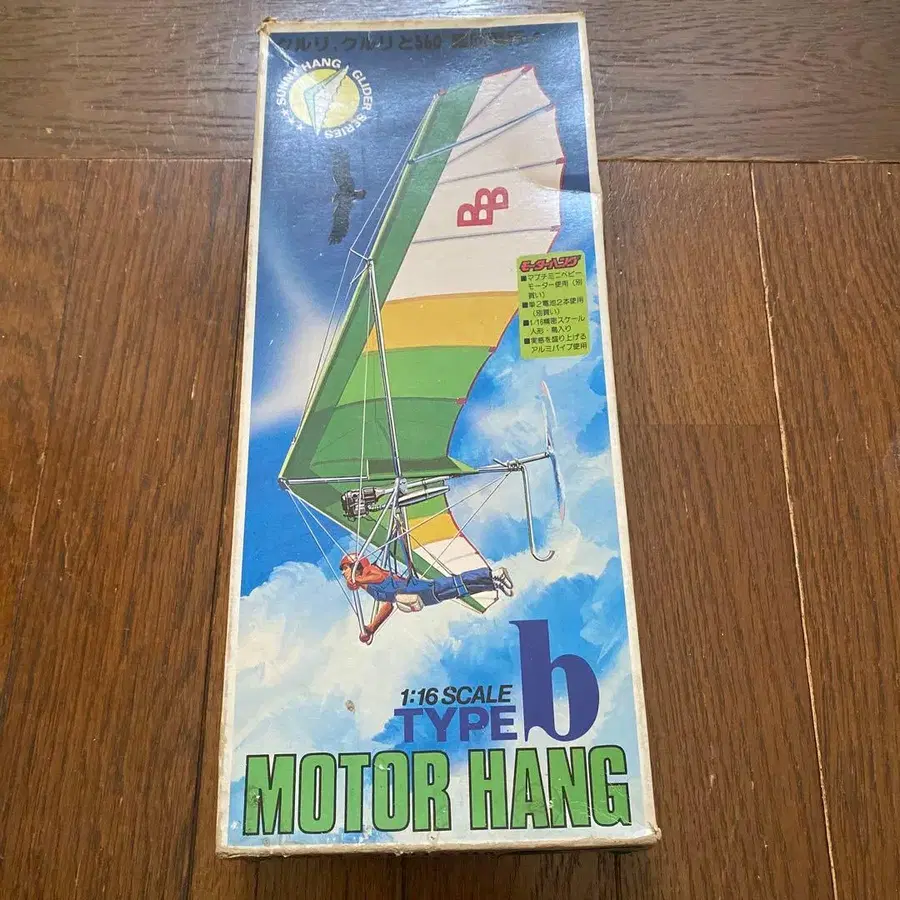 クルリ、クルリと360
SUNNY HANG GLIDER SERIES
BB
モーターハング
■マブチミニベビー
モーター使用(別
買い)
■単2電池2本使用
(別買い)
■1/16精密スケール
人形・鳥入り
■実感を盛り上げる
アルミパイプ使用
1:16 SCALE
TYPE b
MOTOR HANG